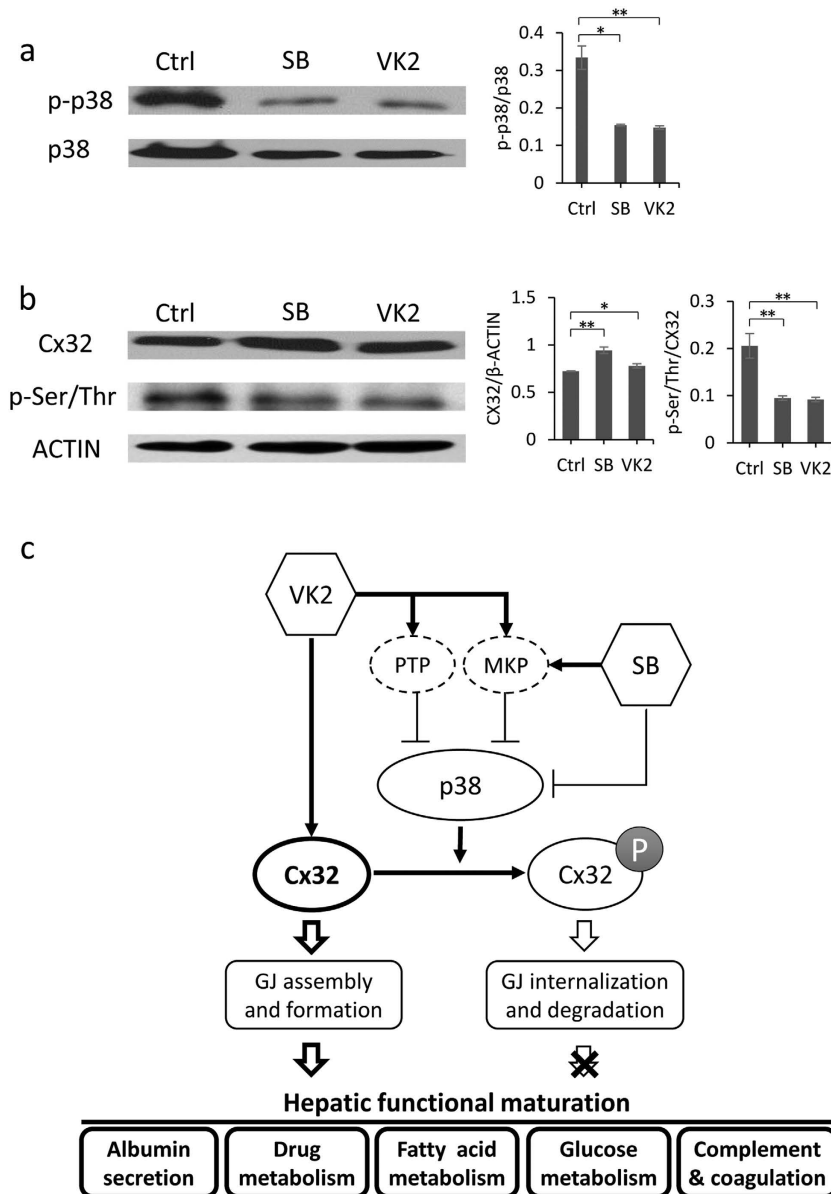 a
Ctrl SB VK2
p-p38
p38
** 
*
p-p38/p38
0.4
0.3
0.2
0.1
0
Ctrl SB VK2
b
Ctrl SB VK2
Cx32
p-Ser/Thr
ACTIN
CX32/β-ACTIN
1.5
1
0.5
0
*
**
Ctrl SB VK2
p-Ser/Thr/CX32
0.3
0.2
0.1
0
**
**
Ctrl SB VK2
c
VK2
PTP
MKP
SB
p38
P
Cx32
Cx32
GJ assembly
and formation
GJ internalization
and degradation
Hepatic functional maturation
Albumin
secretion
Drug
metabolism
Fatty acid
metabolism
Glucose
metabolism
Complement
& coagulation